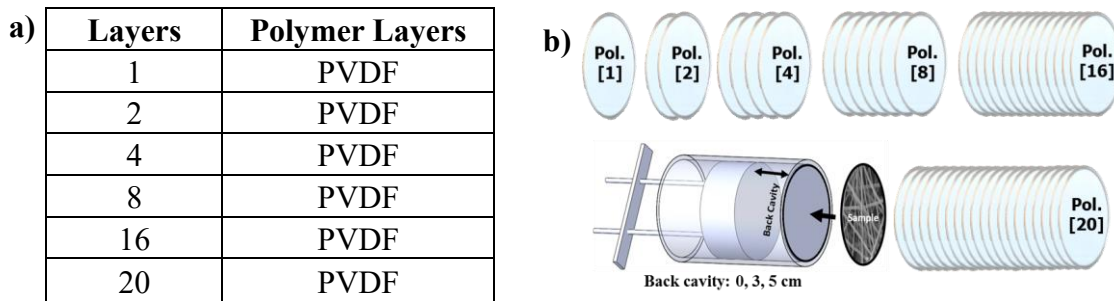 a)
Layers Polymer Layers
1 PVDF
2 PVDF
4 PVDF
8 PVDF
16 PVDF
20 PVDF
b)
Pol. [1]
Pol. [2]
Pol. [4]
Pol. [8]
Pol. [16]
Back Cavity
Sample
Pol. [20]
Back cavity: 0, 3, 5 cm